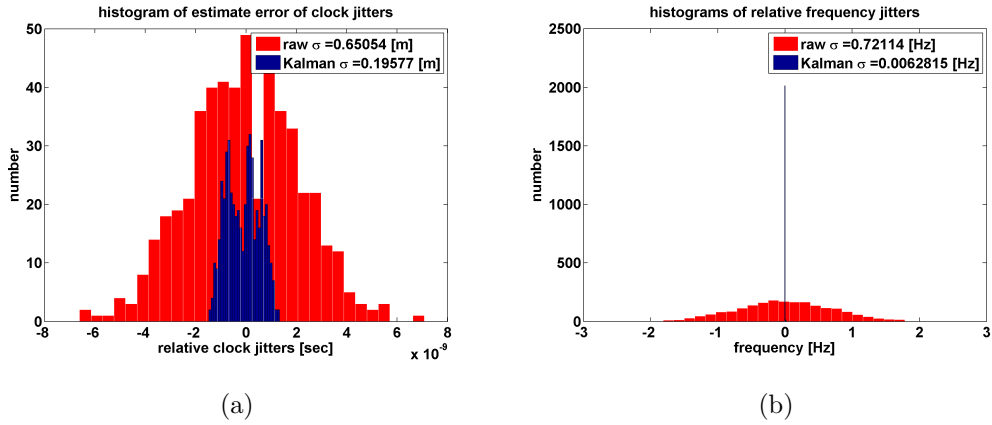 histogram of estimate error of clock jitters
50
40
30
20
10
0
number
raw σ =0.65054 [m]
Kalman σ =0.19577 [m]
-8
-6
-4
-2
0
2
4
6
8
relative clock jitters [sec]
x 10^-9
(a)
histograms of relative frequency jitters
2500
2000
1500
1000
500
0
number
raw σ =0.72114 [Hz]
Kalman σ =0.0062815 [Hz]
-3
-2
-1
0
1
2
3
frequency [Hz]
(b)